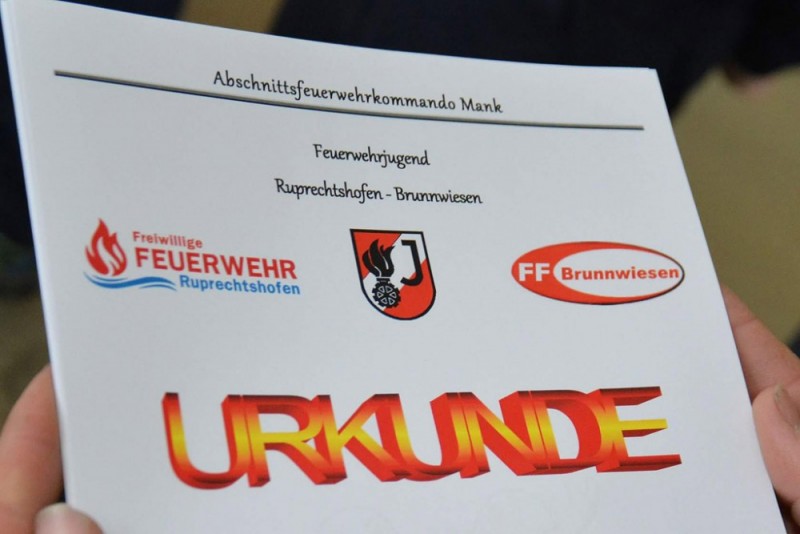 Abschnittsfeuerwehrkommando Mank
Feuerwehrjugend
Ruprechtshofen - Brunnwiesen
Freiwillige
FEUERWEHR
Ruprechtshofen
J
FF Brunnwiesen
URKUNDE